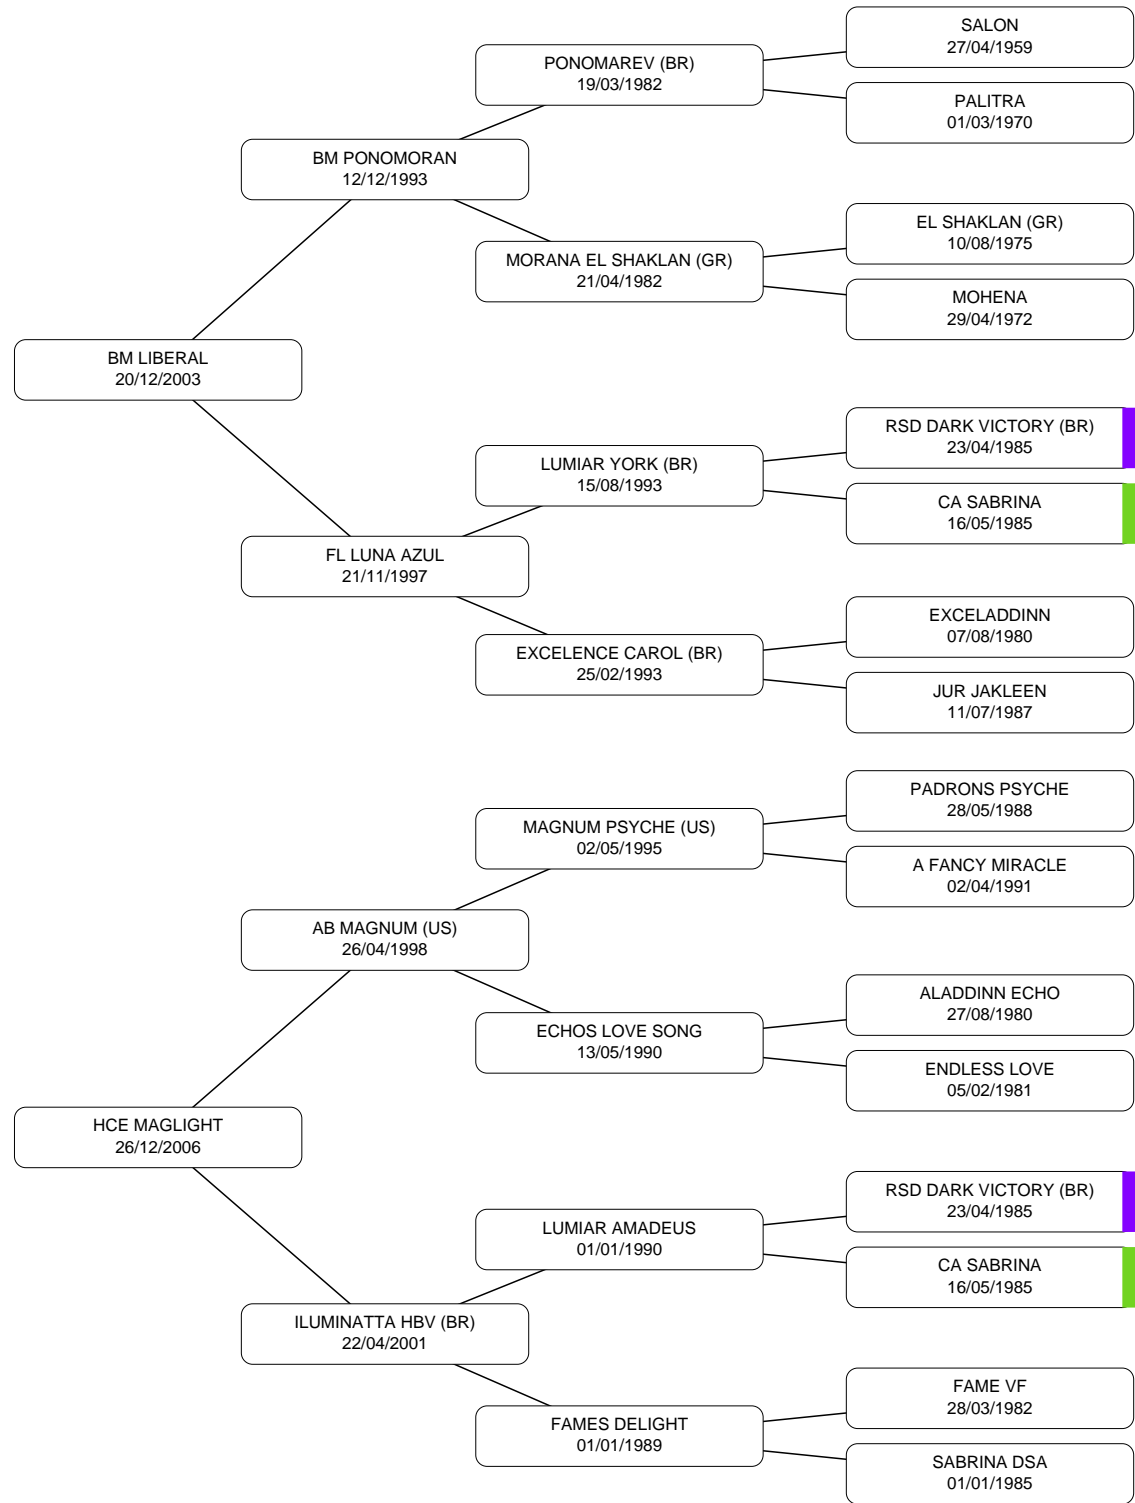 SALON
27/04/1959
PONOMAREV (BR)
19/03/1982
PALITRA
01/03/1970
BM PONOMORAN
12/12/1993
EL SHAKLAN (GR)
10/08/1975
MORANA EL SHAKLAN (GR)
21/04/1982
MOHENA
29/04/1972
BM LIBERAL
20/12/2003
RSD DARK VICTORY (BR)
23/04/1985
LUMIAR YORK (BR)
15/08/1993
CA SABRINA
16/05/1985
FL LUNA AZUL
21/11/1997
EXCELADDINN
07/08/1980
EXCELENCE CAROL (BR)
25/02/1993
JUR JAKLEEN
11/07/1987
PADRONS PSYCHE
28/05/1988
MAGNUM PSYCHE (US)
02/05/1995
A FANCY MIRACLE
02/04/1991
AB MAGNUM (US)
26/04/1998
ALADDINN ECHO
27/08/1980
ECHOS LOVE SONG
13/05/1990
ENDLESS LOVE
05/02/1981
HCE MAGLIGHT
26/12/2006
RSD DARK VICTORY (BR)
23/04/1985
LUMIAR AMADEUS
01/01/1990
CA SABRINA
16/05/1985
ILUMINATTA HBV (BR)
22/04/2001
FAME VF
28/03/1982
FAMES DELIGHT
01/01/1989
SABRINA DSA
01/01/1985